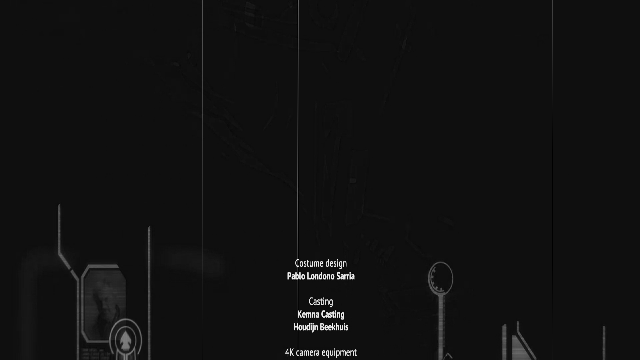 Costume design
Pablo Londono Sarria
Casting
Kemna Casting
Houdijn Beekhuis
4K camera equipment